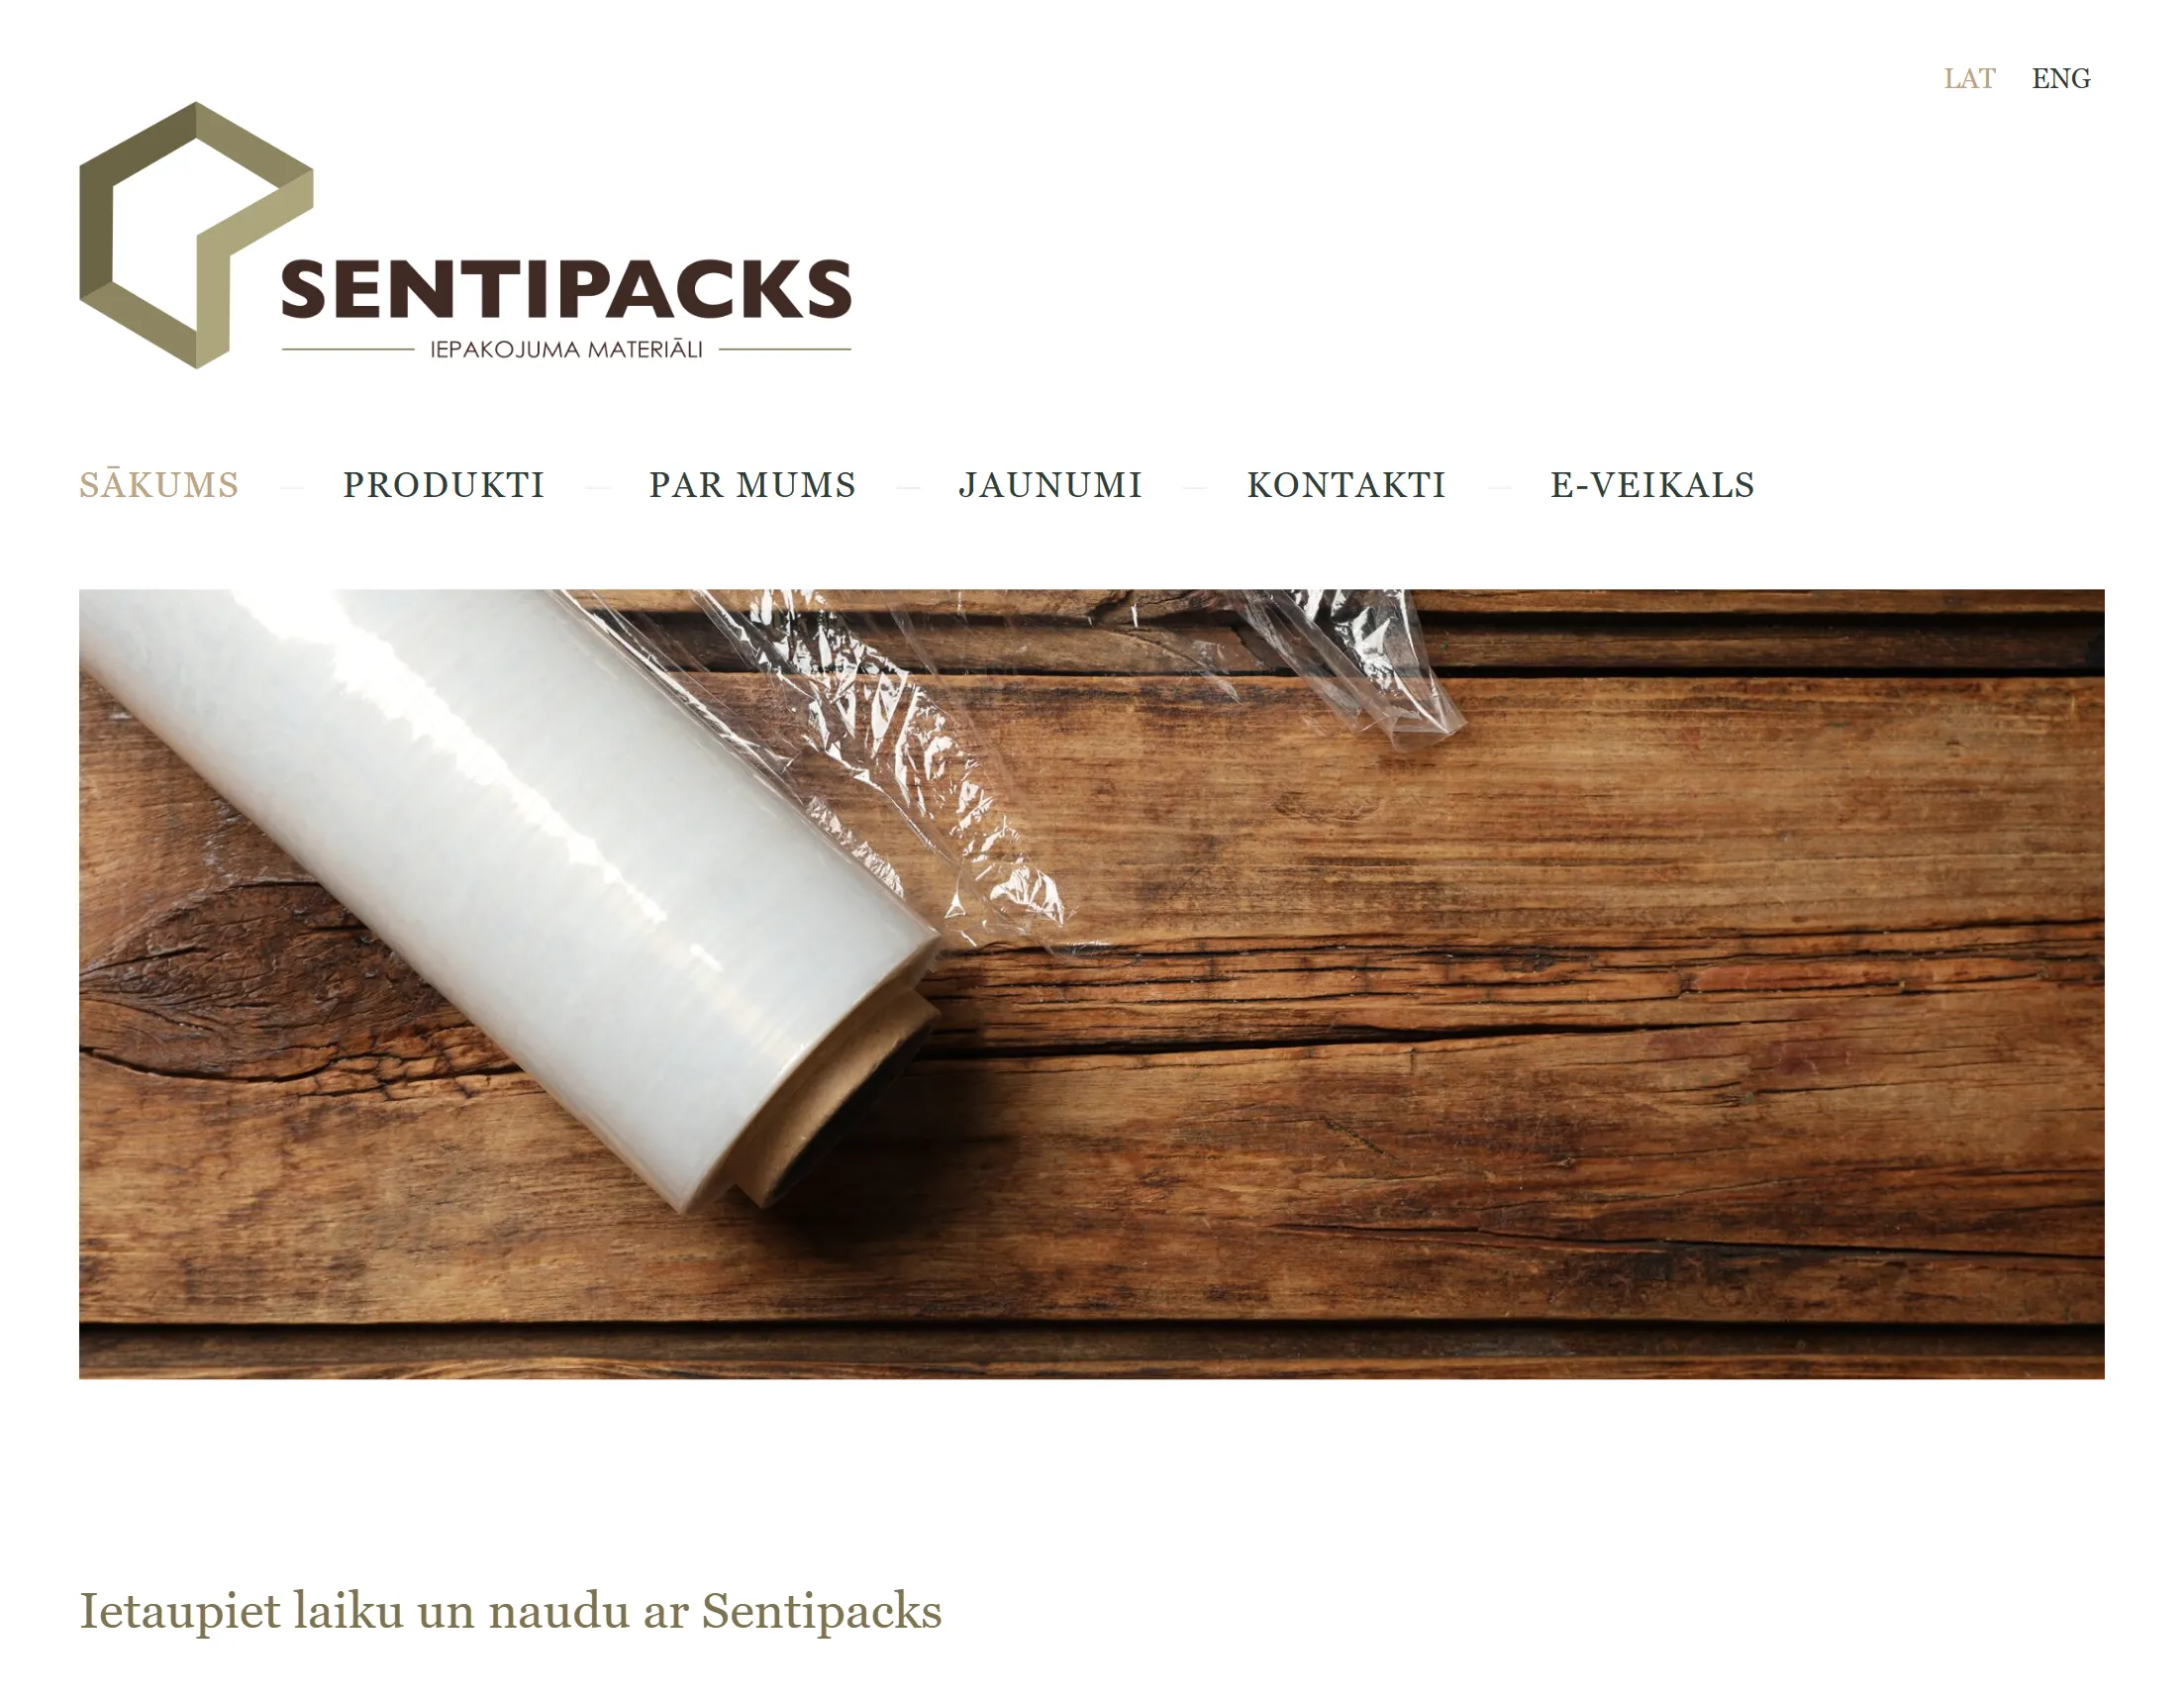 LAT ENG
SENTIPACKS
IEPAKOJUMA MATERIĀLI
SĀKUMS — PRODUKTI — PAR MUMS — JAUNUMI — KONTAKTI — E-VEIKALS
Ietaupiet laiku un naudu ar Sentipacks